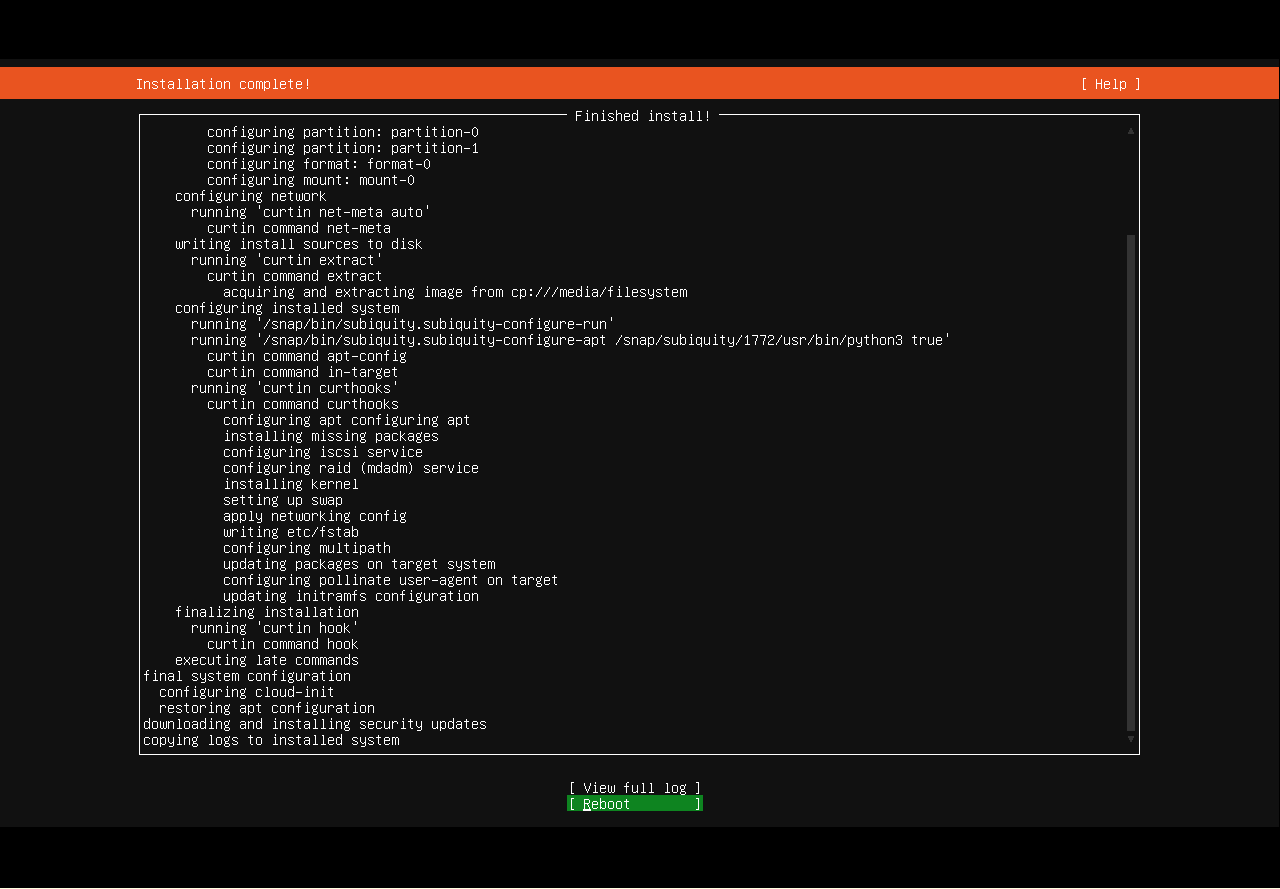 Installation complete! [ Help ]
Finished install!
configuring partition: partition-0
configuring partition: partition-1
configuring format: format-0
configuring mount: mount-0
configuring network
running 'curtin net-meta auto'
curtin command net-meta
writing install sources to disk
running 'curtin extract'
curtin command extract
acquiring and extracting image from cp:///media/filesystem
configuring installed system
running '/snap/bin/subiquity.subiquity-configure-run'
running '/snap/bin/subiquity.subiquity-configure-apt /snap/subiquity/1772/usr/bin/python3 true'
curtin command apt-config
curtin command in-target
running 'curtin curthooks'
curtin command curthooks
configuring apt configuring apt
installing missing packages
configuring iscsi service
configuring raid (mdadm) service
installing kernel
setting up swap
apply networking config
writing etc/fstab
configuring multipath
updating packages on target system
configuring pollinate user-agent on target
updating initramfs configuration
finalizing installation
running 'curtin hook'
curtin command hook
executing late commands
final system configuration
configuring cloud-init
restoring apt configuration
downloading and installing security updates
copying logs to installed system
[ View full log ]
[ Reboot ]